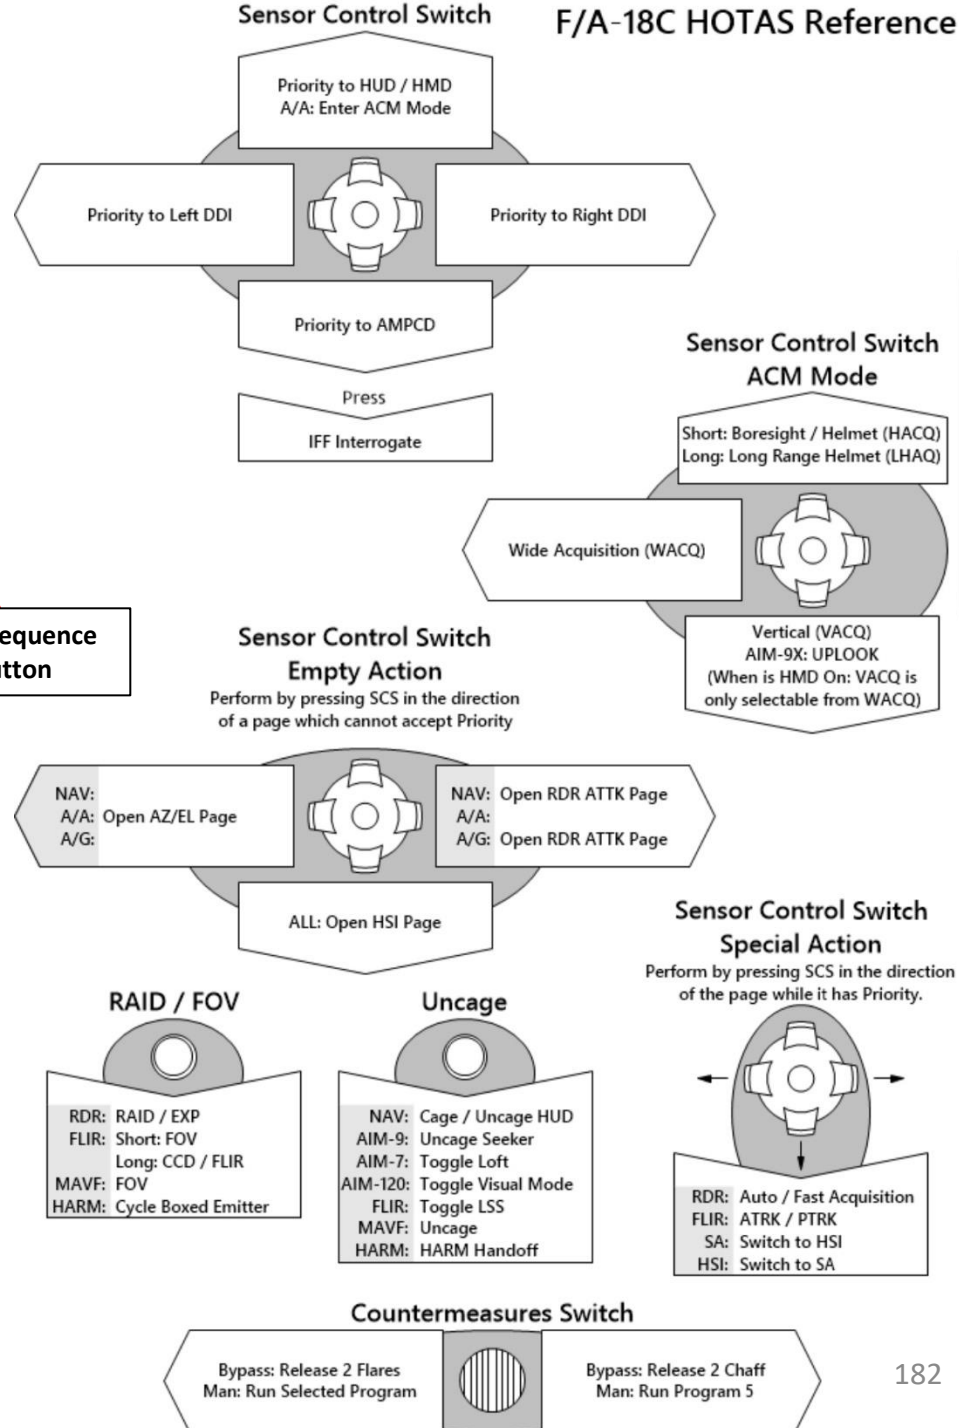 Sensor Control Switch
F/A-18C HOTAS Reference
Priority to HUD / HMD
A/A: Enter ACM Mode
Priority to Left DDI
Priority to Right DDI
Priority to AMPCD
Press
IFF Interrogate
Sensor Control Switch
ACM Mode
Short: Boresight / Helmet (HACQ)
Long: Long Range Helmet (LHAQ)
Wide Acquisition (WACQ)
Vertical (VACQ)
AIM-9X: UPLOOK
(When is HMD On: VACQ is
only selectable from WACQ)
equence
tton
Sensor Control Switch
Empty Action
Perform by pressing SCS in the direction
of a page which cannot accept Priority
NAV:
A/A: Open AZ/EL Page
A/G:
NAV: Open RDR ATTK Page
A/A:
A/G: Open RDR ATTK Page
ALL: Open HSI Page
Sensor Control Switch
Special Action
Perform by pressing SCS in the direction
of the page while it has Priority.
RAID / FOV
RDR: RAID / EXP
FLIR: Short: FOV
Long: CCD / FLIR
MAVF: FOV
HARM: Cycle Boxed Emitter
Uncage
NAV: Cage / Uncage HUD
AIM-9: Uncage Seeker
AIM-7: Toggle Loft
AIM-120: Toggle Visual Mode
FLIR: Toggle LSS
MAVF: Uncage
HARM: HARM Handoff
RDR: Auto / Fast Acquisition
FLIR: ATRK / PTRK
SA: Switch to HSI
HSI: Switch to SA
Countermeasures Switch
Bypass: Release 2 Flares
Man: Run Selected Program
Bypass: Release 2 Chaff
Man: Run Program 5
182